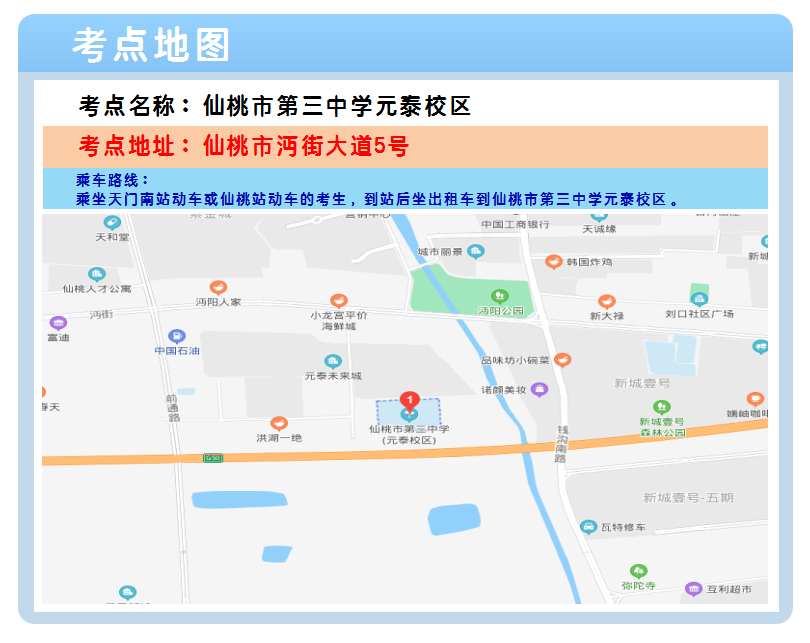 考点地图
考点名称：仙桃市第三中学元泰校区
考点地址：仙桃市沔街大道5号
乘车路线：
乘坐天门南站动车或仙桃站动车的考生，到站后坐出租车到仙桃市第三中学元泰校区。
中国工商银行
天诚缘
天和堂
城市丽景
韩国炸鸡
新城
仙桃人才公寓
沔阳人家
小龙宫平价
海鲜城
沔阳公园
新大禄
刘口社区广场
沔街
富迪
中国石油
元泰未来城
品味坊小碗菜
诺颜美妆
新城壹号
春天
前通路
1
仙桃市第三中学
(元泰校区)
洪湖一绝
钱沟南路
新城壹号
森林公园
嫦岫咖啡
G50
新城壹号-五期
瓦特修车
弥陀寺
互利超市